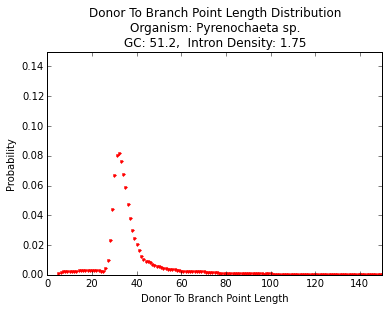 Donor To Branch Point Length Distribution
Organism: Pyrenochaeta sp.
GC: 51.2,  Intron Density: 1.75
0.14
0.12
0.10
0.08
0.06
0.04
0.02
0.00
Probability
0 20 40 60 80 100 120 140
Donor To Branch Point Length